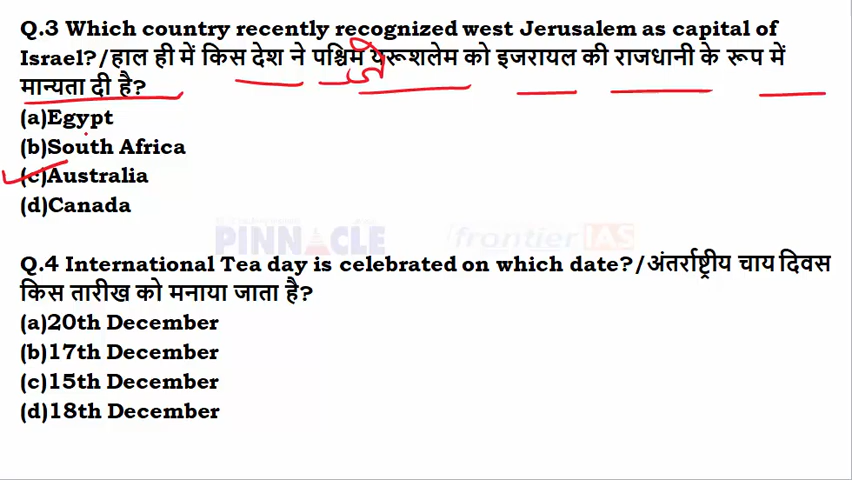 Q.3 Which country recently recognized west Jerusalem as capital of
Israel?/हाल ही में किस देश ने पश्चिम यरूशलेम को इजरायल की राजधानी के रूप में
मान्यता दी है?
(a)Egypt
(b)South Africa
(c)Australia
(d)Canada
PINNACLE frontier IAS
Q.4 International Tea day is celebrated on which date?/अंतर्राष्ट्रीय चाय दिवस
किस तारीख को मनाया जाता है?
(a)20th December
(b)17th December
(c)15th December
(d)18th December